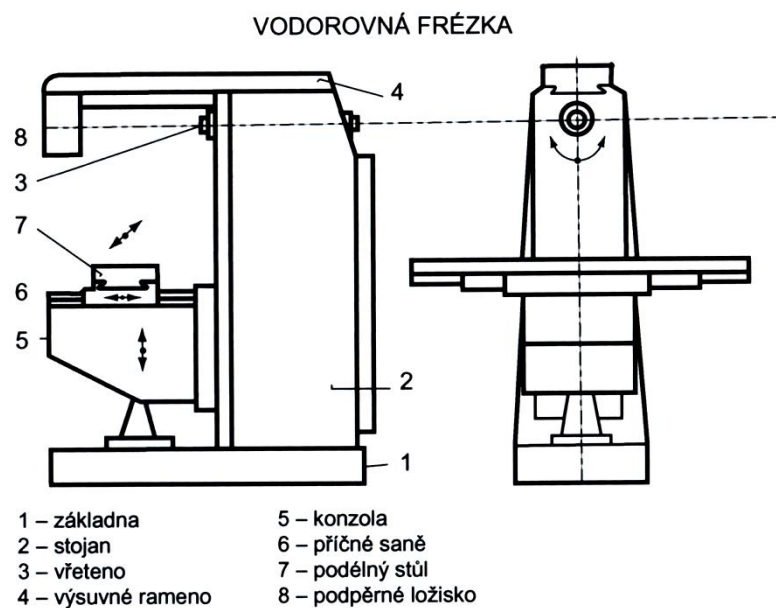 VODOROVNÁ FRÉZKA
4
8
3
7
6
5
2
1
1 – základna
2 – stojan
3 – vřeteno
4 – výsuvné rameno
5 – konzola
6 – příčné saně
7 – podélný stůl
8 – podpěrné ložisko